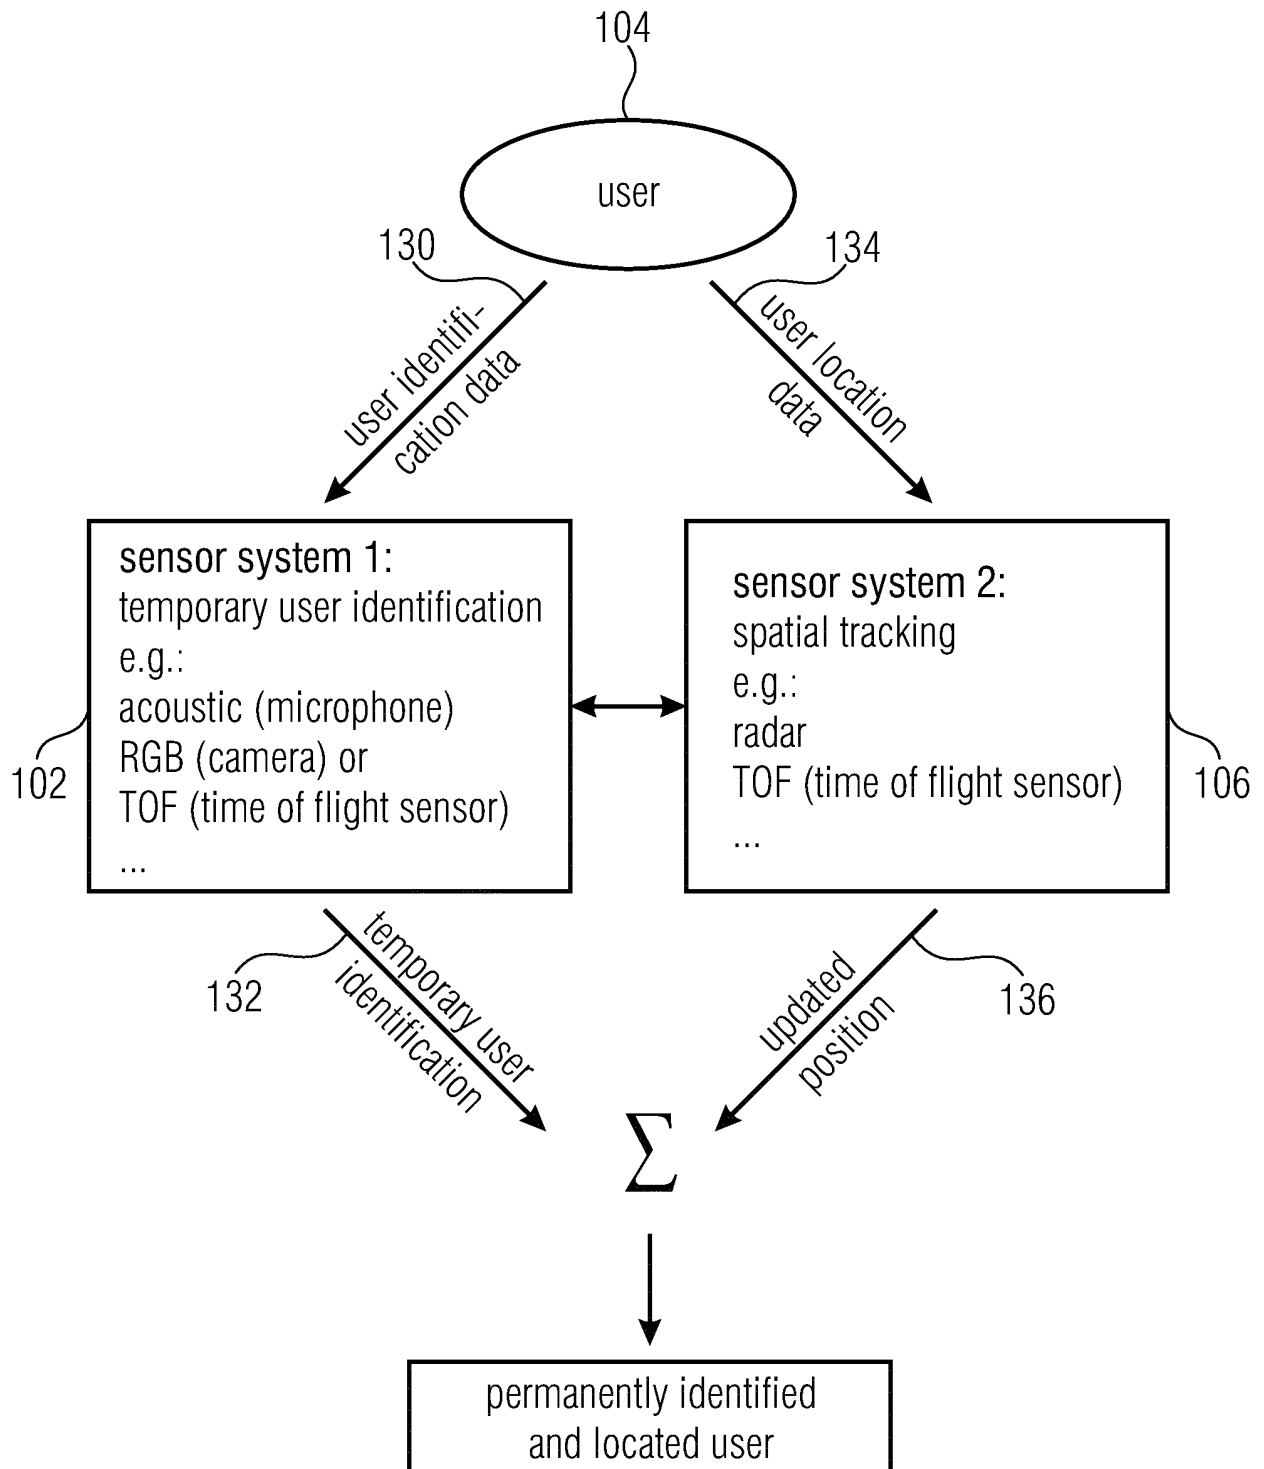 104
user
130
134
user identifi-
cation data
user location
data
sensor system 1:
temporary user identification
e.g.:
acoustic (microphone)
RGB (camera) or
TOF (time of flight sensor)
...
102
sensor system 2:
spatial tracking
e.g.:
radar
TOF (time of flight sensor)
...
106
132
temporary user
identification
updated
position
136
Σ
permanently identified
and located user